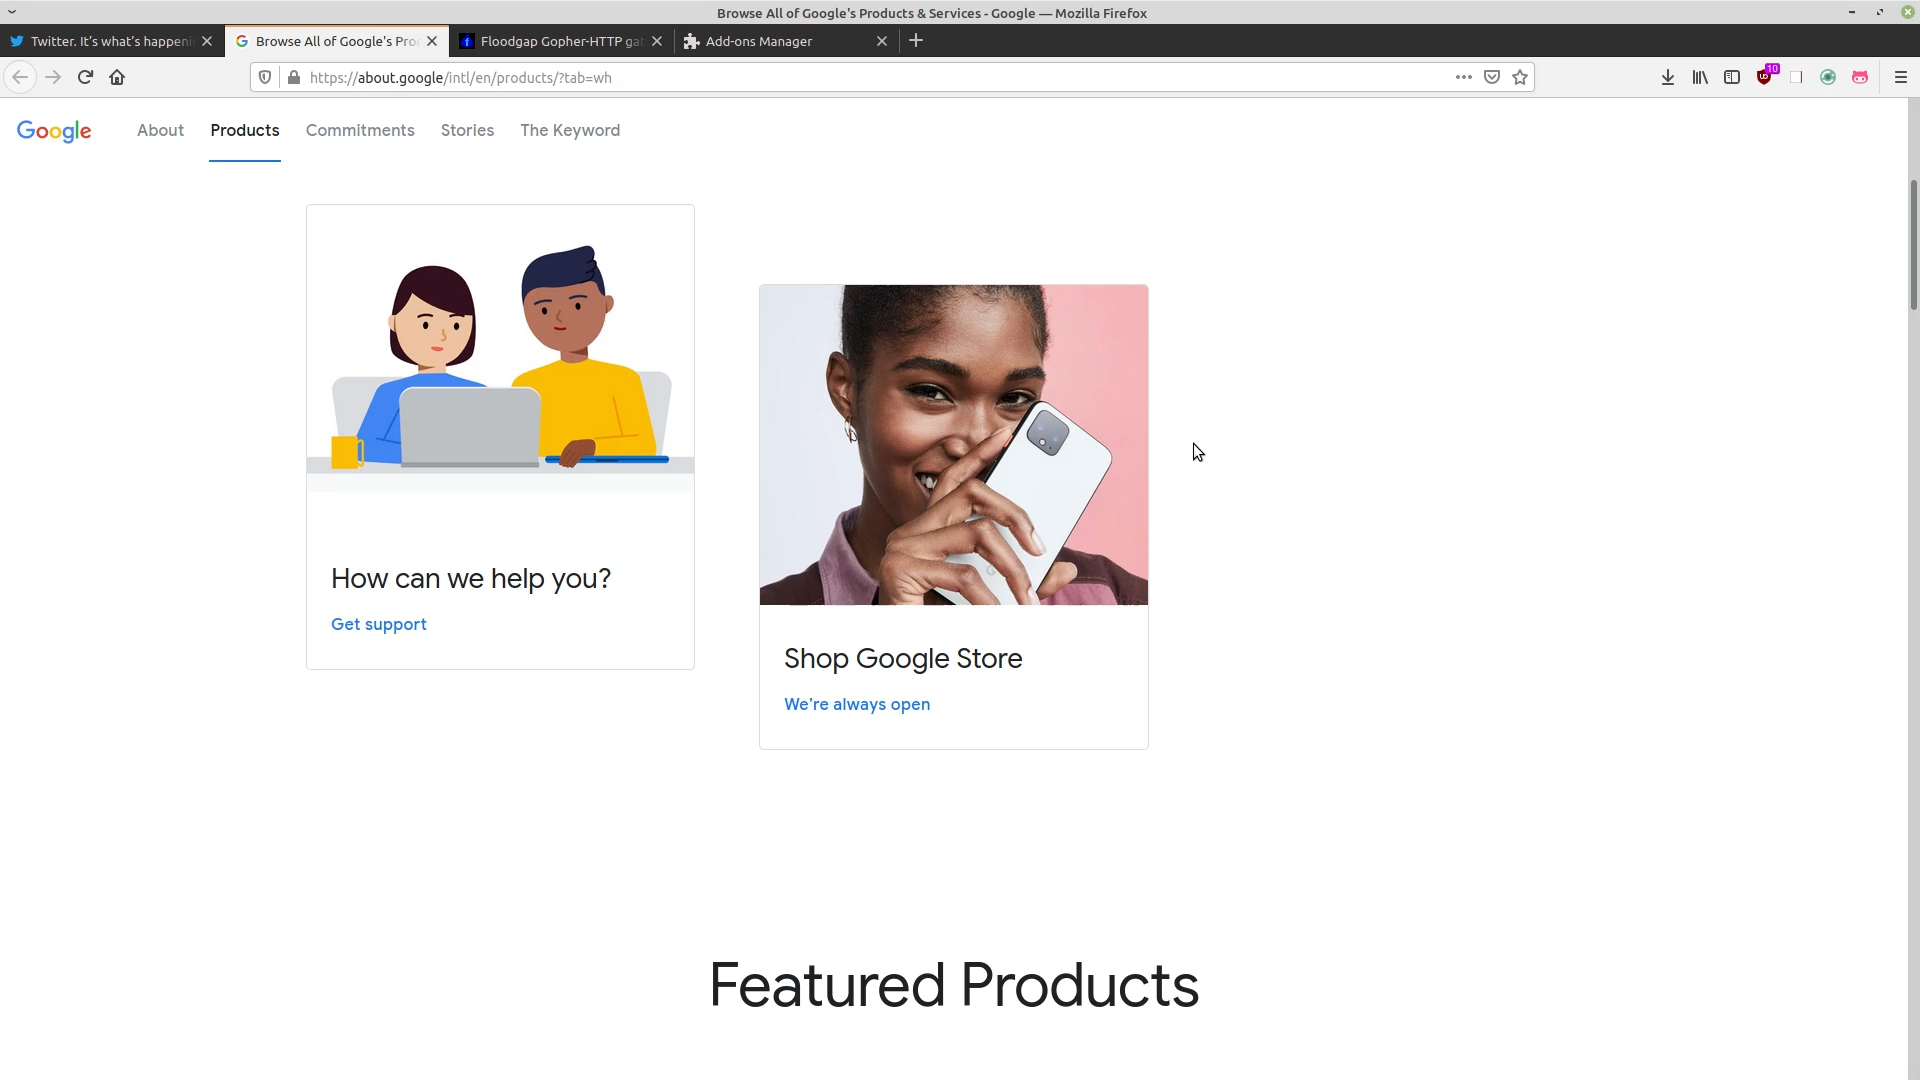 Browse All of Google's Products & Services - Google — Mozilla Firefox
Twitter. It's what's happeni
Browse All of Google's Pro
Floodgap Gopher-HTTP ga
Add-ons Manager
https://about.google/intl/en/products/?tab=wh
10
Google
About
Products
Commitments
Stories
The Keyword
How can we help you?
Get support
Shop Google Store
We're always open
Featured Products